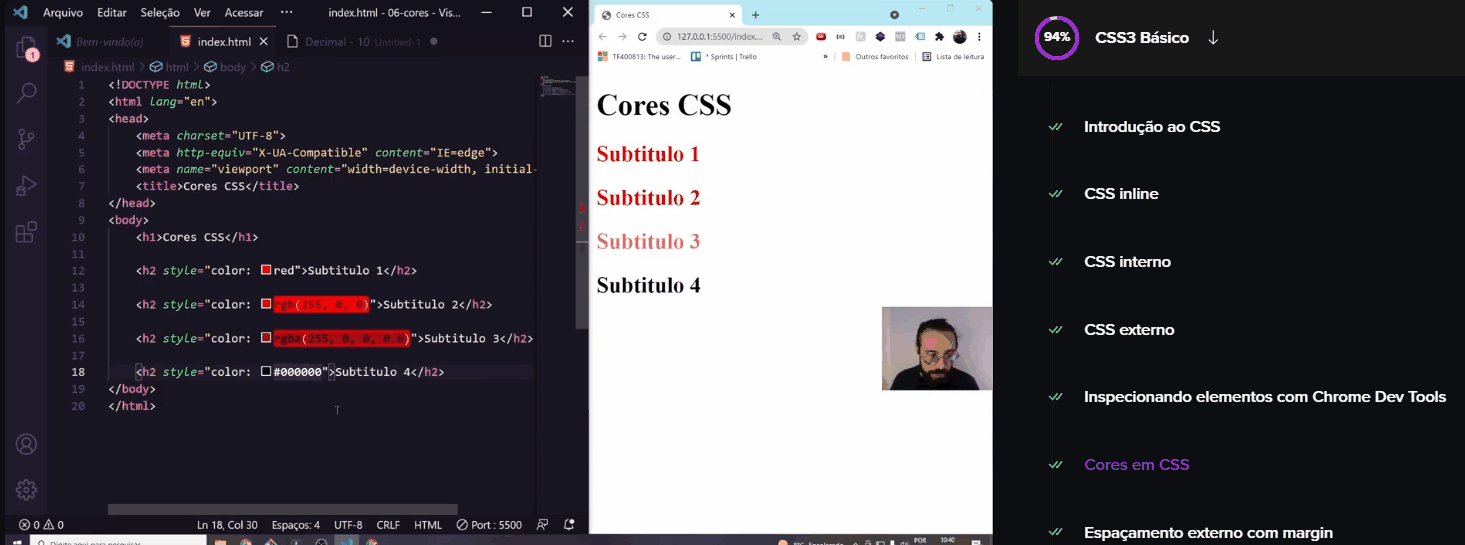 Arquivo Editar Seleção Ver Acessar ··· index.html - 06-cores - Vis...
Bem-vindo(a) index.html Decimal - 10 Untitled-1
index.html > html > body > h2
1 <!DOCTYPE html>
2 <html lang="en">
3 <head>
4 <meta charset="UTF-8">
5 <meta http-equiv="X-UA-Compatible" content="IE=edge">
6 <meta name="viewport" content="width=device-width, initial-
7 <title>Cores CSS</title>
8 </head>
9 <body>
10 <h1>Cores CSS</h1>
11
12 <h2 style="color: red">Subtitulo 1</h2>
13
14 <h2 style="color: rgb(255, 0, 0)">Subtitulo 2</h2>
15
16 <h2 style="color: rgba(255, 0, 0, 0.6)">Subtitulo 3</h2>
17
18 <h2 style="color: #000000">Subtitulo 4</h2>
19 </body>
20 </html>
1
0 0 Ln 18, Col 30 Espaços: 4 UTF-8 CRLF HTML Port : 5500
Digite aqui para pesquisar
Cores CSS
127.0.0.1:5500/index...
TF400813: The user... * Sprints | Trello » Outros favoritos Lista de leitura
Cores CSS
Subtitulo 1
Subtitulo 2
Subtitulo 3
Subtitulo 4
POR 10:40
94% CSS3 Básico
Introdução ao CSS
CSS inline
CSS interno
CSS externo
Inspecionando elementos com Chrome Dev Tools
Cores em CSS
Espaçamento externo com margin